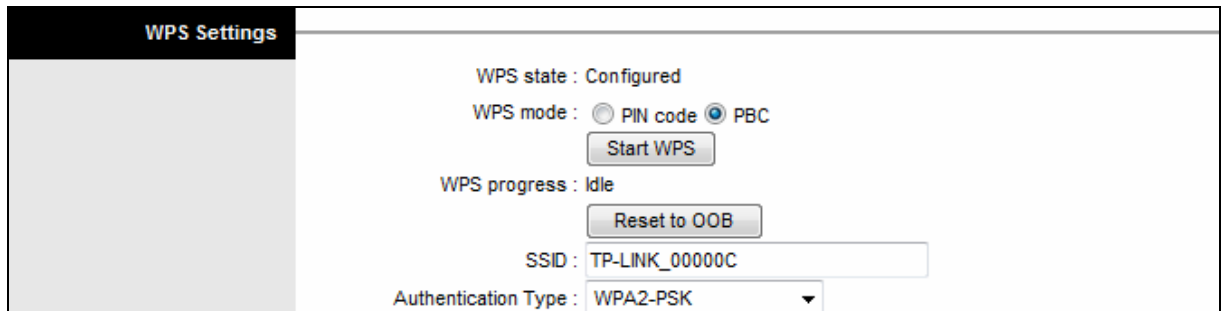 WPS Settings
WPS state : Configured
WPS mode : PIN code PBC
Start WPS
WPS progress : Idle
Reset to OOB
SSID : TP-LINK_00000C
Authentication Type : WPA2-PSK